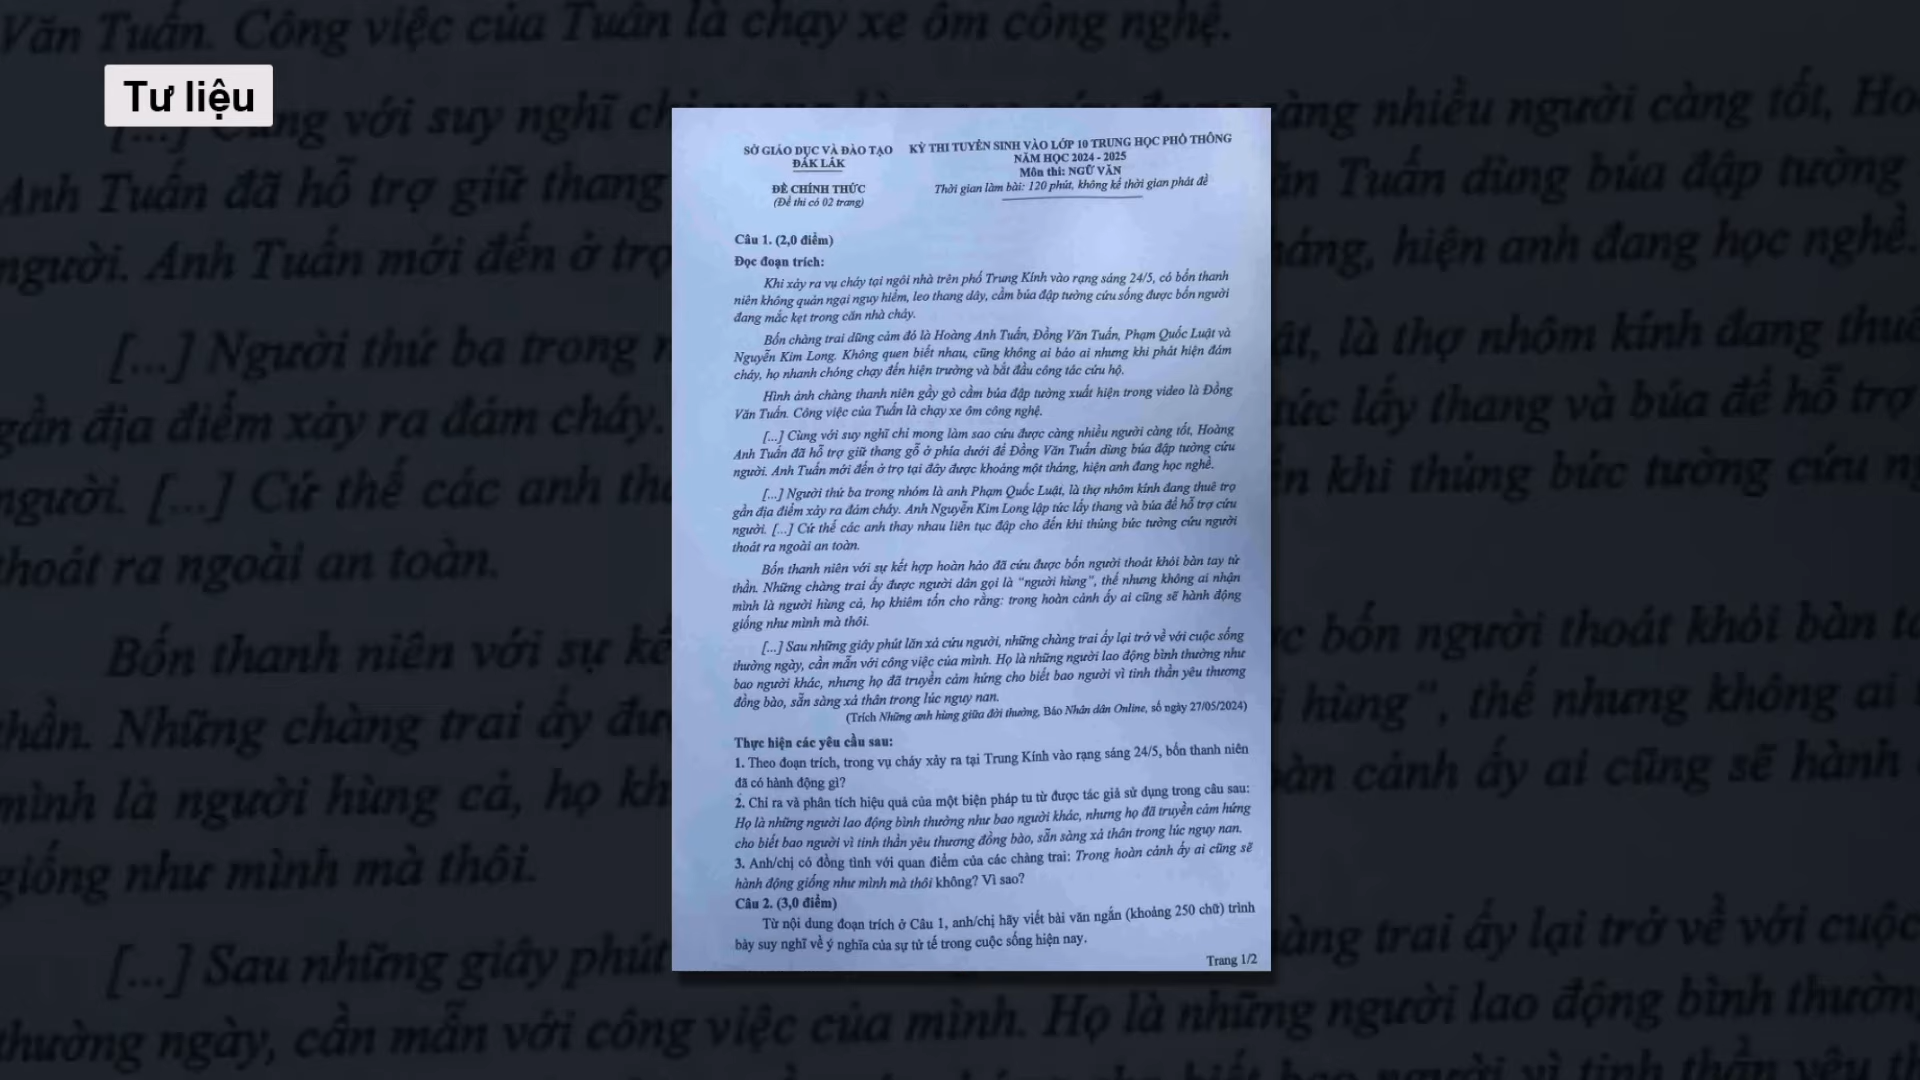 Tư liệu
SỞ GIÁO DỤC VÀ ĐÀO TẠO
ĐẮK LẮK
ĐỀ CHÍNH THỨC
(Đề thi có 02 trang)
KỲ THI TUYỂN SINH VÀO LỚP 10 TRUNG HỌC PHỔ THÔNG
NĂM HỌC 2024 - 2025
Môn thi: NGỮ VĂN
Thời gian làm bài: 120 phút, không kể thời gian phát đề
Câu 1. (2,0 điểm)
Đọc đoạn trích:
Khi xảy ra vụ cháy tại ngôi nhà trên phố Trung Kính vào rạng sáng 24/5, có bốn thanh
niên không quản ngại nguy hiểm, leo thang dây, cầm búa đập tường cứu sống được bốn người
đang mắc kẹt trong căn nhà cháy.
Bốn chàng trai dũng cảm đó là Hoàng Anh Tuấn, Đồng Văn Tuấn, Phạm Quốc Luật và
Nguyễn Kim Long. Không quen biết nhau, cũng không ai bảo ai nhưng khi phát hiện đám
cháy, họ nhanh chóng chạy đến hiện trường và bắt đầu công tác cứu hộ.
Hình ảnh chàng thanh niên gầy gò cầm búa đập tường xuất hiện trong video là Đồng
Văn Tuấn. Công việc của Tuấn là chạy xe ôm công nghệ.
[...] Cùng với suy nghĩ chỉ mong làm sao cứu được càng nhiều người càng tốt, Hoàng
Anh Tuấn đã hỗ trợ giữ thang gỗ ở phía dưới để Đồng Văn Tuấn dùng búa đập tường cứu
người. Anh Tuấn mới đến ở trọ tại đây được khoảng một tháng, hiện anh đang học nghề.
[...] Người thứ ba trong nhóm là anh Phạm Quốc Luật, là thợ nhôm kính đang thuê trọ
gần địa điểm xảy ra đám cháy. Anh Nguyễn Kim Long lập tức lấy thang và búa để hỗ trợ cứu
người. [...] Cứ thế các anh thay nhau liên tục đập cho đến khi thủng bức tường cứu người
thoát ra ngoài an toàn.
Bốn thanh niên với sự kết hợp hoàn hảo đã cứu được bốn người thoát khỏi bàn tay tử
thần. Những chàng trai ấy được người dân gọi là "người hùng", thế nhưng không ai nhận
mình là người hùng cả, họ khiêm tốn cho rằng: trong hoàn cảnh ấy ai cũng sẽ hành động
giống như mình mà thôi.
[...] Sau những giây phút lăn xả cứu người, những chàng trai ấy lại trở về với cuộc sống
thường ngày, cần mẫn với công việc của mình. Họ là những người lao động bình thường như
bao người khác, nhưng họ đã truyền cảm hứng cho biết bao người vì tinh thần yêu thương
đồng bào, sẵn sàng xả thân trong lúc nguy nan.
(Trích Những anh hùng giữa đời thường, Báo Nhân dân Online, số ngày 27/05/2024)
Thực hiện các yêu cầu sau:
1. Theo đoạn trích, trong vụ cháy xảy ra tại Trung Kính vào rạng sáng 24/5, bốn thanh niên
đã có hành động gì?
2. Chỉ ra và phân tích hiệu quả của một biện pháp tu từ được tác giả sử dụng trong câu sau:
Họ là những người lao động bình thường như bao người khác, nhưng họ đã truyền cảm hứng
cho biết bao người vì tinh thần yêu thương đồng bào, sẵn sàng xả thân trong lúc nguy nan.
3. Anh/chị có đồng tình với quan điểm của các chàng trai: Trong hoàn cảnh ấy ai cũng sẽ
hành động giống như mình mà thôi không? Vì sao?
Câu 2. (3,0 điểm)
Từ nội dung đoạn trích ở Câu 1, anh/chị hãy viết bài văn ngắn (khoảng 250 chữ) trình
bày suy nghĩ về ý nghĩa của sự tử tế trong cuộc sống hiện nay.
Trang 1/2